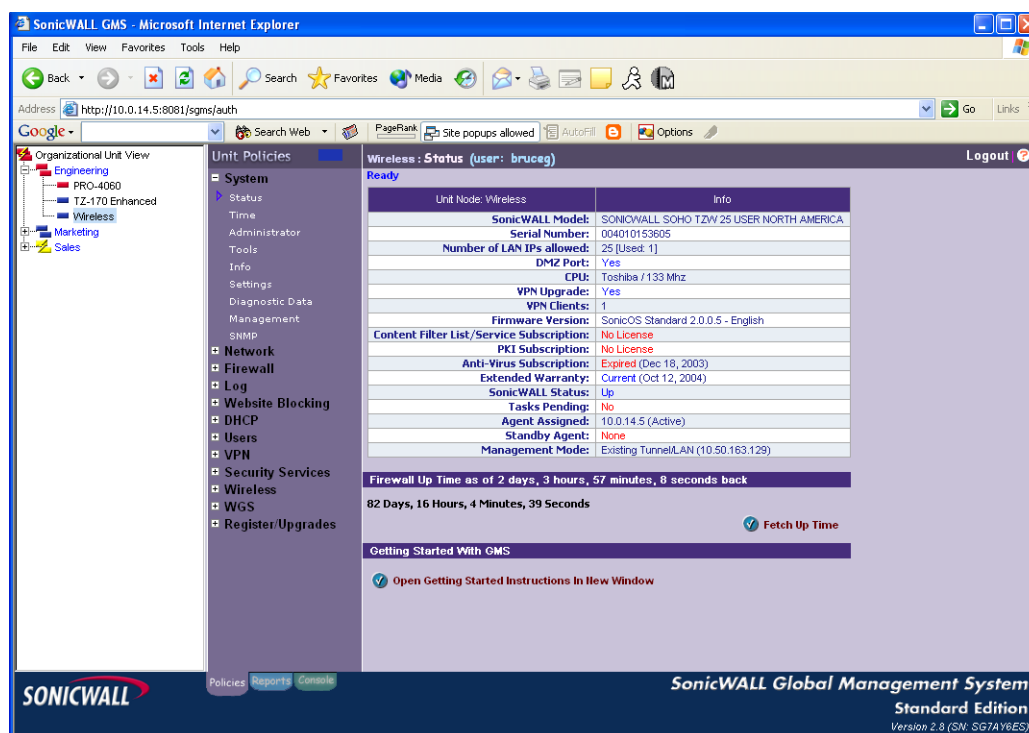 SonicWALL GMS - Microsoft Internet Explorer
File Edit View Favorites Tools Help
Back Search Favorites Media
Address http://10.0.14.5:8081/sgms/auth Go Links
Google Search Web PageRank Site popups allowed AutoFill Options
Organizational Unit View
Engineering
PRO-4060
TZ-170 Enhanced
Wireless
Marketing
Sales
Unit Policies
System
Status
Time
Administrator
Tools
Info
Settings
Diagnostic Data
Management
SNMP
Network
Firewall
Log
Website Blocking
DHCP
Users
VPN
Security Services
Wireless
WGS
Register/Upgrades
Wireless : Status (user: bruceg) Logout
Ready
Unit Node: Wireless Info
SonicWALL Model: SONICWALL SOHO TZW 25 USER NORTH AMERICA
Serial Number: 004010153605
Number of LAN IPs allowed: 25 [Used: 1]
DMZ Port: Yes
CPU: Toshiba / 133 Mhz
VPN Upgrade: Yes
VPN Clients: 1
Firmware Version: SonicOS Standard 2.0.0.5 - English
Content Filter List/Service Subscription: No License
PKI Subscription: No License
Anti-Virus Subscription: Expired (Dec 18, 2003)
Extended Warranty: Current (Oct 12, 2004)
SonicWALL Status: Up
Tasks Pending: No
Agent Assigned: 10.0.14.5 (Active)
Standby Agent: None
Management Mode: Existing Tunnel/LAN (10.50.163.129)
Firewall Up Time as of 2 days, 3 hours, 57 minutes, 8 seconds back
82 Days, 16 Hours, 4 Minutes, 39 Seconds
Fetch Up Time
Getting Started With GMS
Open Getting Started Instructions In New Window
Policies Reports Console
SONICWALL
SonicWALL Global Management System
Standard Edition
Version 2.8 (SN: SG7AY6ES)